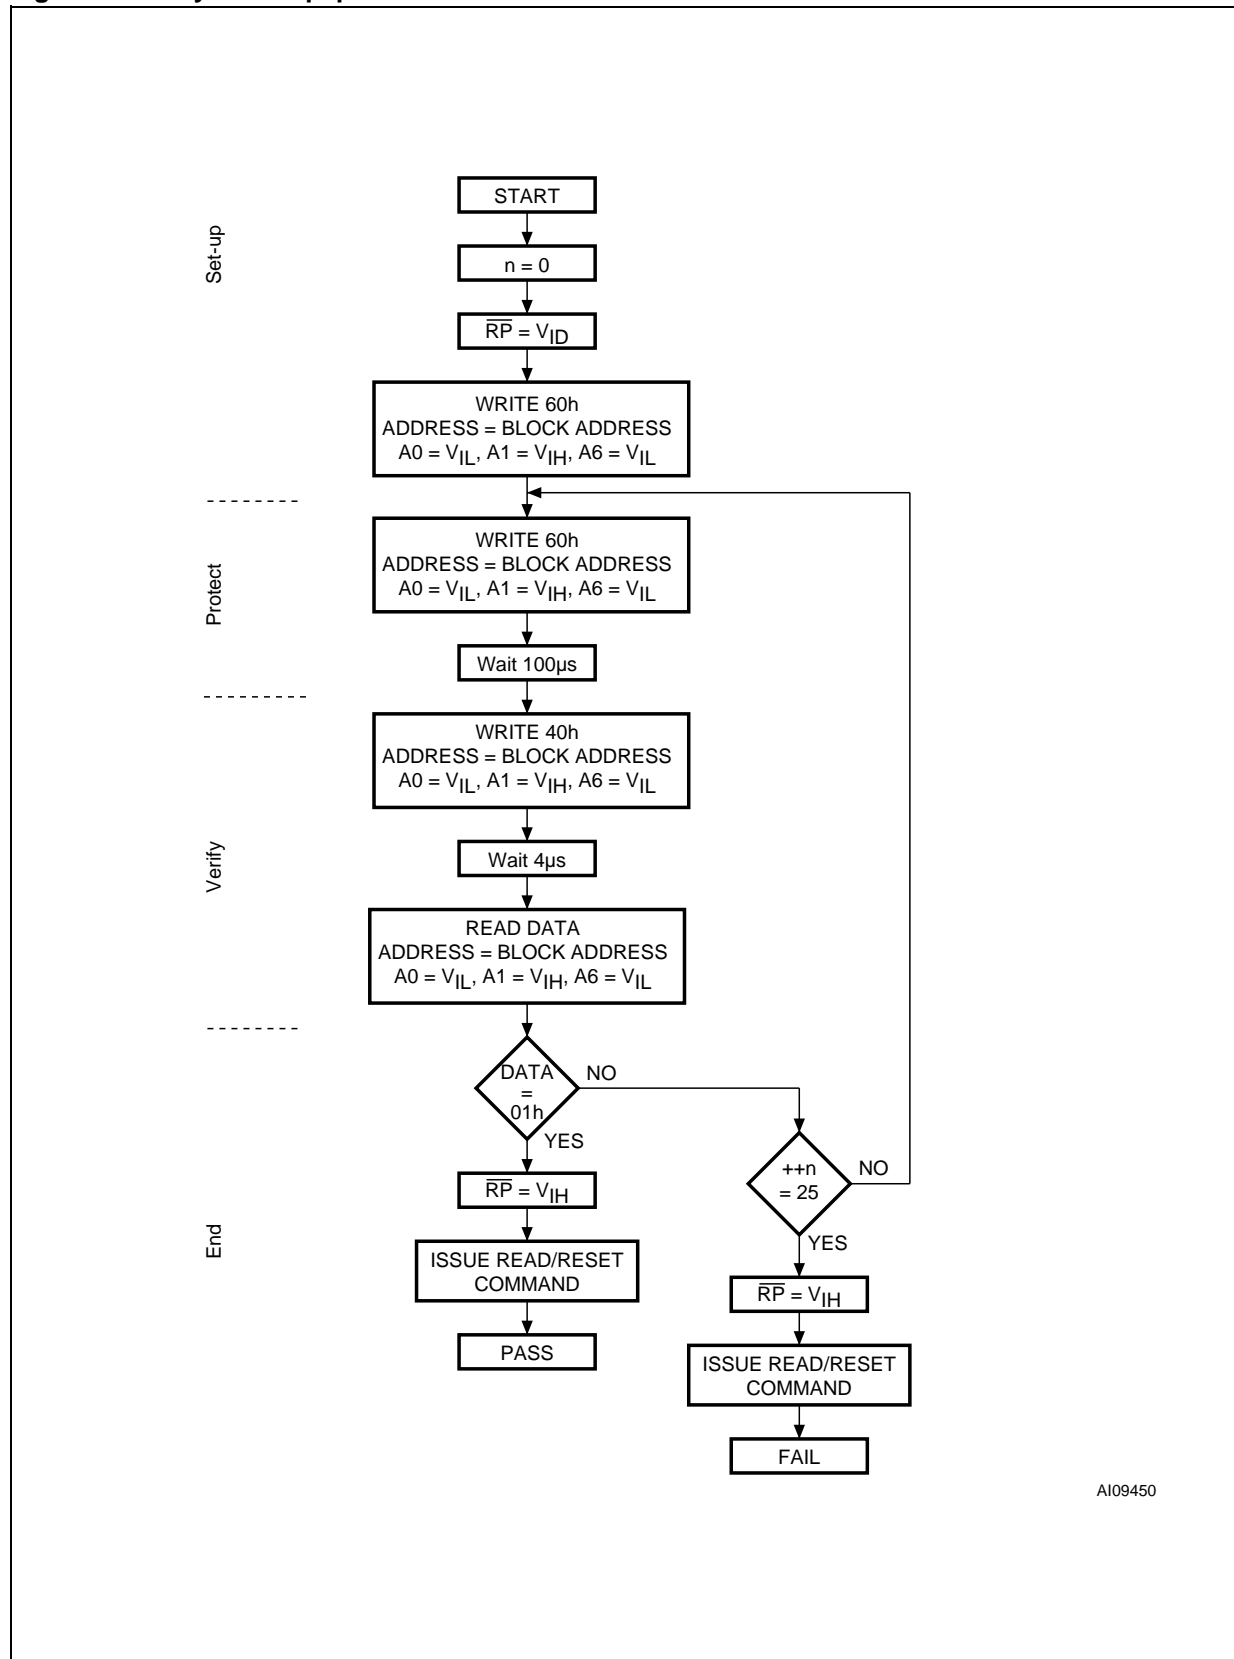 Set-up
START
n = 0
RP = VID
WRITE 60h
ADDRESS = BLOCK ADDRESS
A0 = VIL, A1 = VIH, A6 = VIL
Protect
WRITE 60h
ADDRESS = BLOCK ADDRESS
A0 = VIL, A1 = VIH, A6 = VIL
Wait 100µs
Verify
WRITE 40h
ADDRESS = BLOCK ADDRESS
A0 = VIL, A1 = VIH, A6 = VIL
Wait 4µs
READ DATA
ADDRESS = BLOCK ADDRESS
A0 = VIL, A1 = VIH, A6 = VIL
End
DATA
=
01h
NO
YES
RP = VIH
ISSUE READ/RESET
COMMAND
PASS
++n
= 25
NO
YES
RP = VIH
ISSUE READ/RESET
COMMAND
FAIL
AI09450